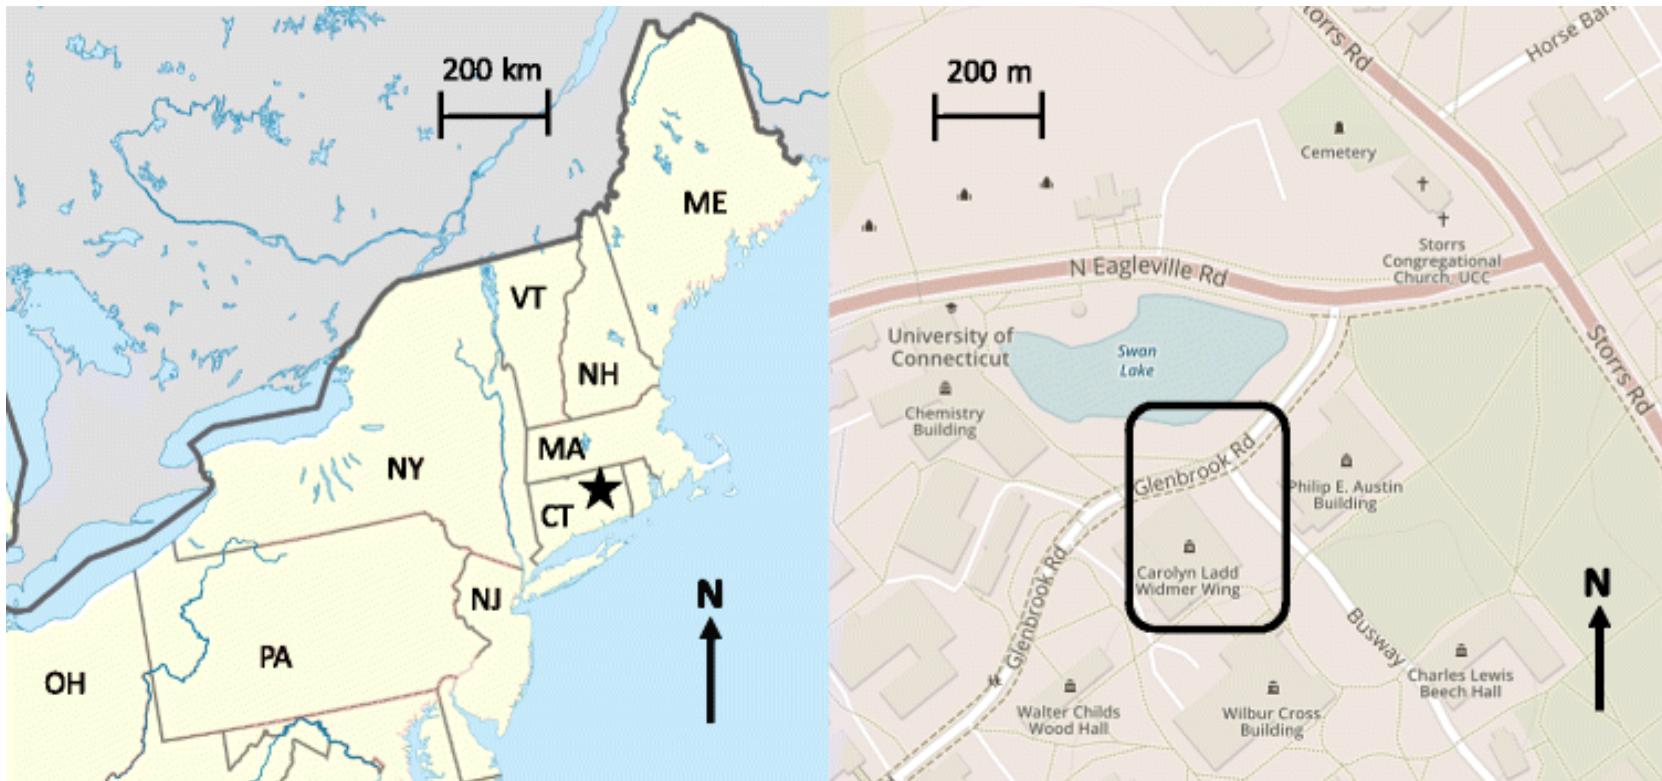 200 km
ME
VT
NH
MA
NY
CT
NJ
PA
OH
N
200 m
Storrs Rd
Horse Barn
Cemetery
Storrs
Congregational
Church, UCC
N Eagleville Rd
University of
Connecticut
Swan
Lake
Storrs Rd
Chemistry
Building
Glenbrook Rd
Philip E. Austin
Building
Carolyn Ladd
Widmer Wing
Glenbrook Rd
N
Busway
Charles Lewis
Beech Hall
Walter Childs
Wood Hall
Wilbur Cross
Building